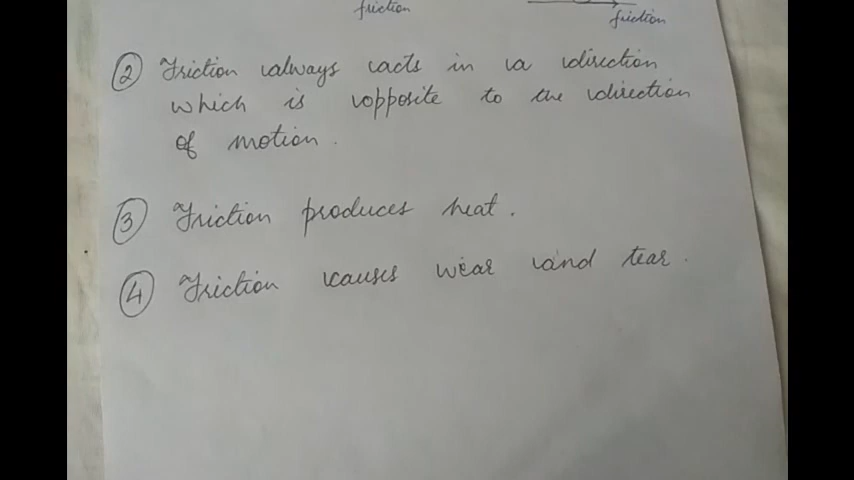 friction
friction
② Friction always acts in a direction
which is opposite to the direction
of motion.
③ Friction produces heat.
④ Friction causes wear and tear.